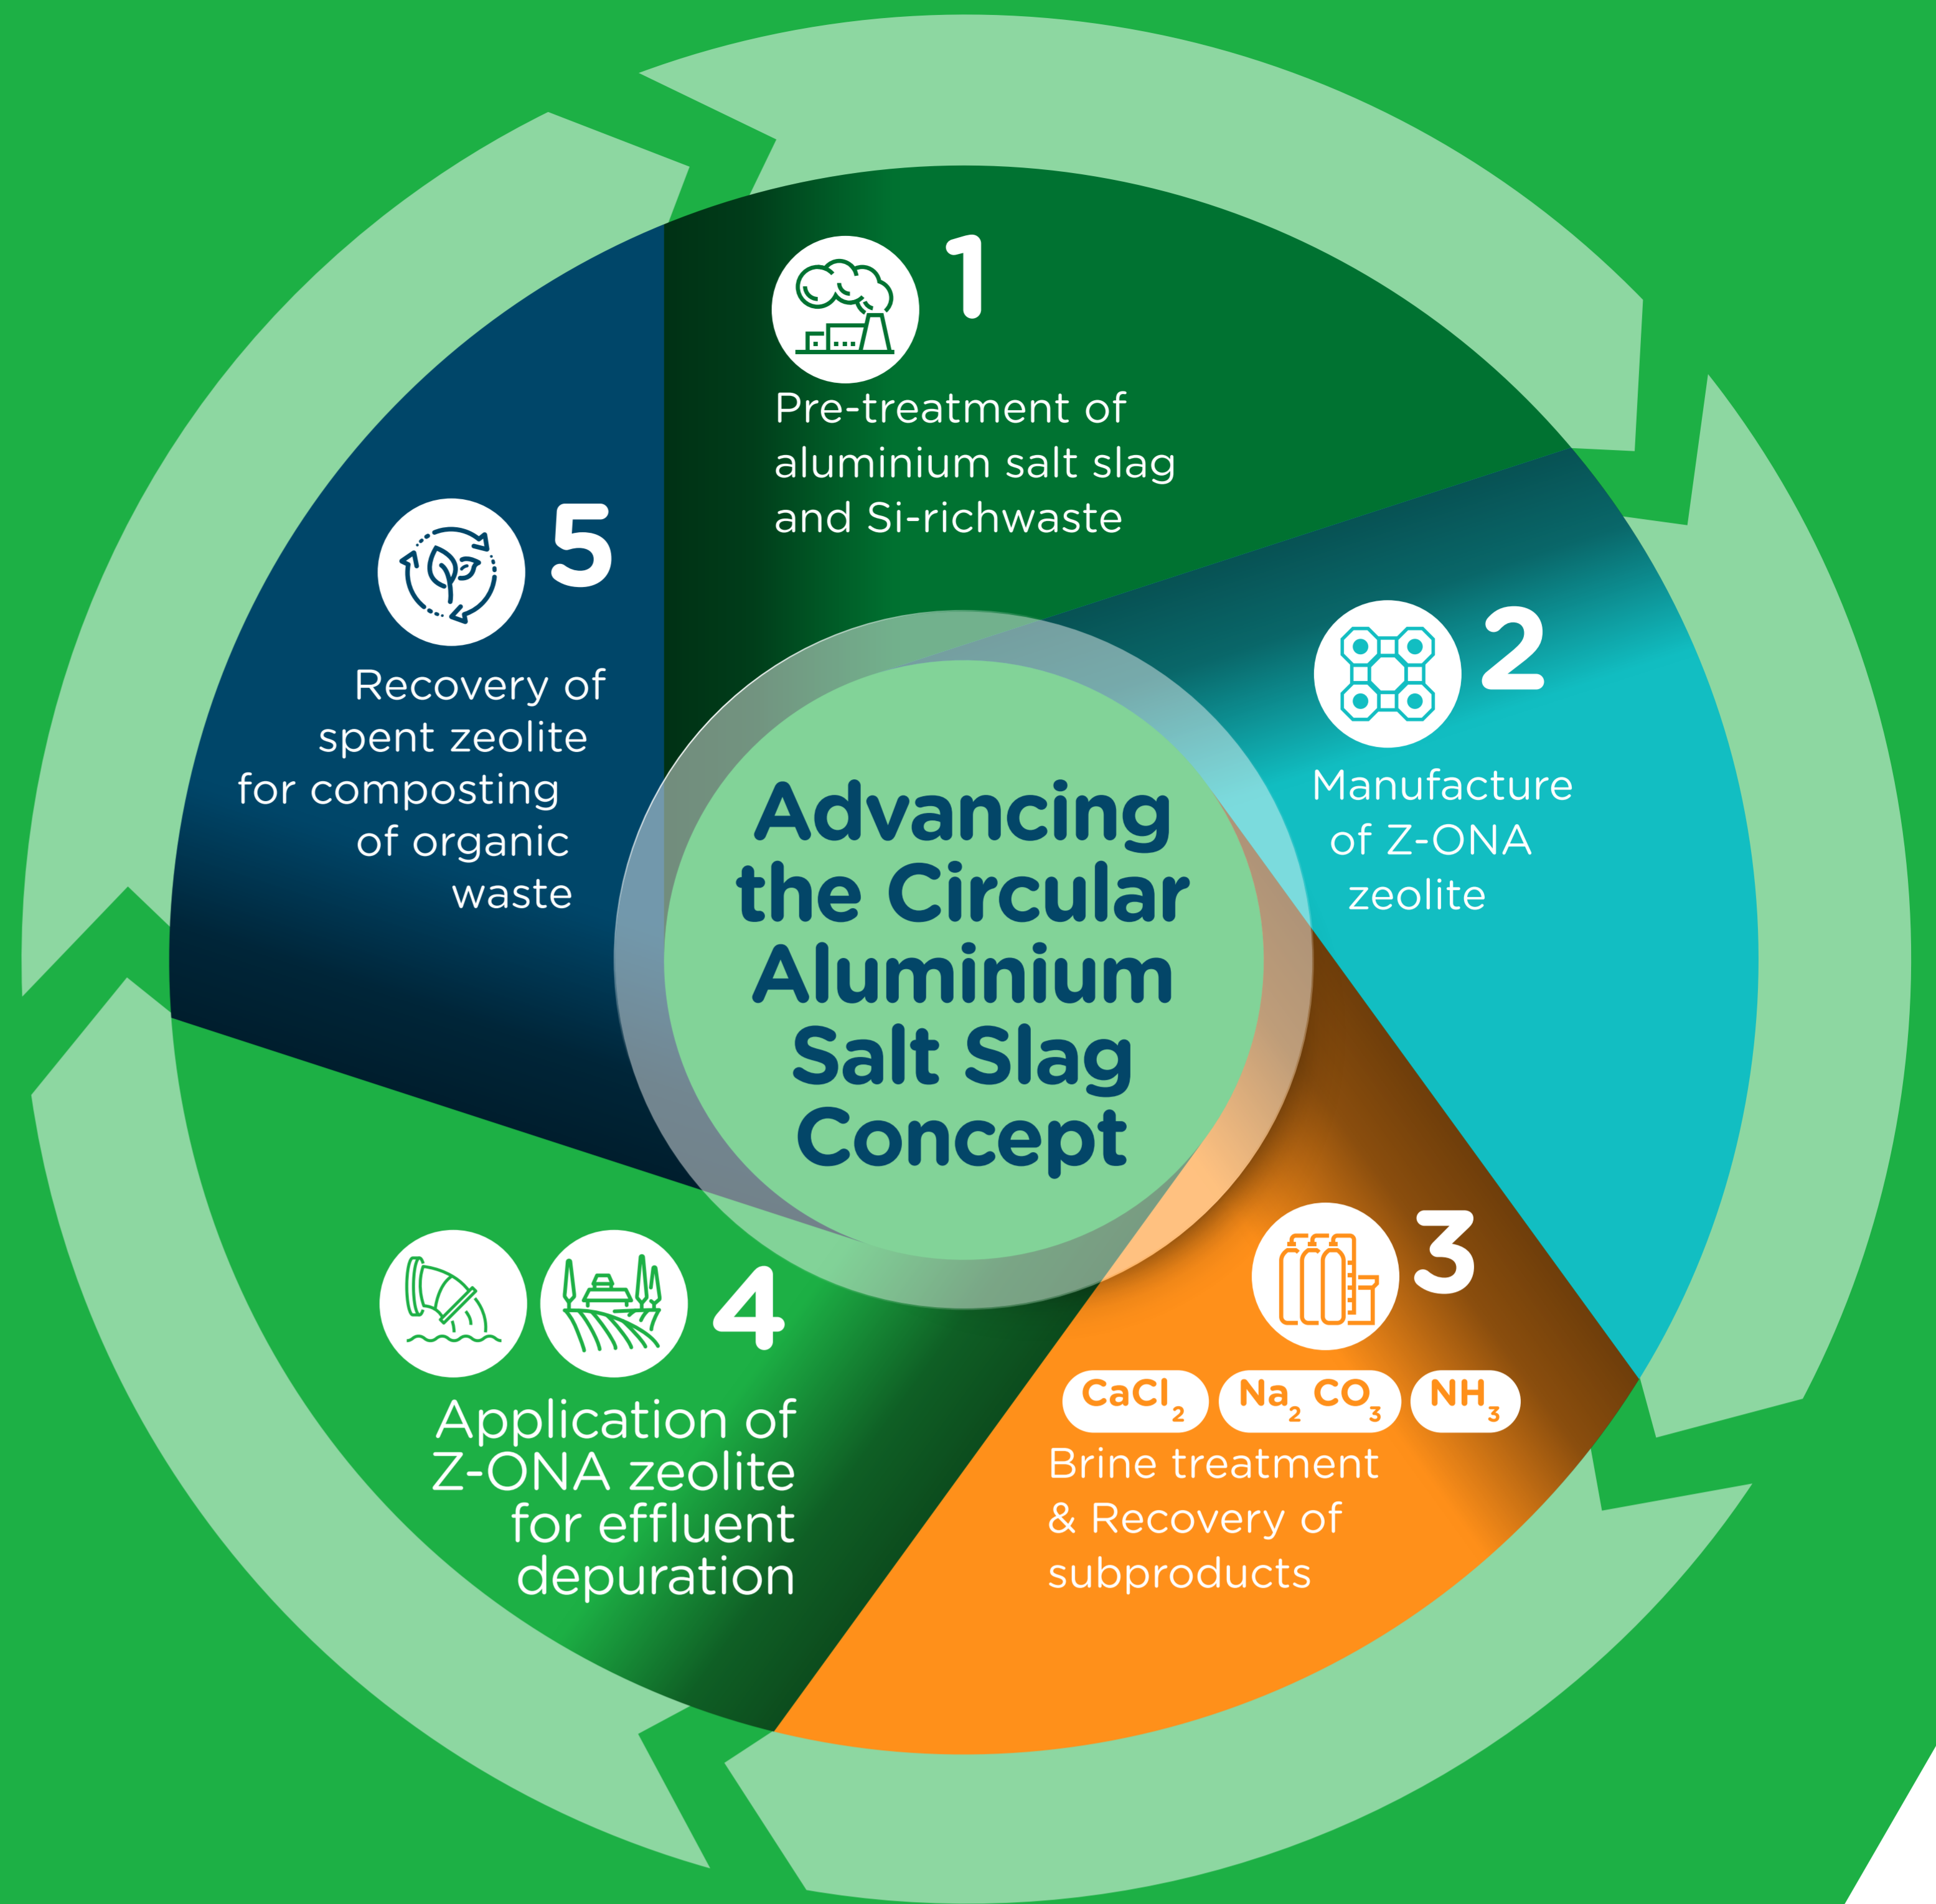 1
Pre-treatment of
aluminium salt slag
and Si-richwaste
2
Manufacture
of Z-ONA
zeolite
3
CaCl2 Na2 CO3 NH3
Brine treatment
& Recovery of
subproducts
4
Application of
Z-ONA zeolite
for effluent
depuration
5
Recovery of
spent zeolite
for composting
of organic
waste
Advancing
the Circular
Aluminium
Salt Slag
Concept